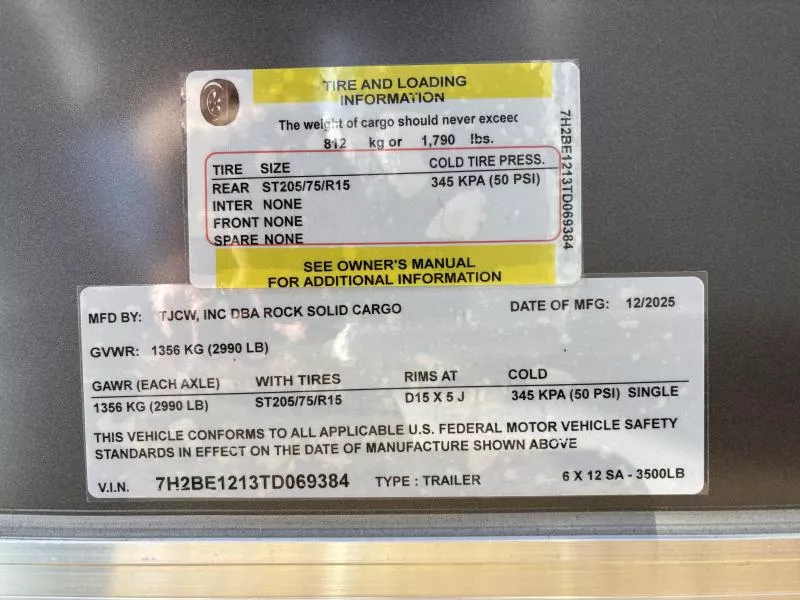 TIRE AND LOADING
INFORMATION
The weight of cargo should never exceed
812 kg or 1,790 lbs.
TIRE SIZE COLD TIRE PRESS.
REAR ST205/75/R15 345 KPA (50 PSI)
INTER NONE
FRONT NONE
SPARE NONE
SEE OWNER'S MANUAL
FOR ADDITIONAL INFORMATION
7H2BE1213TD069384
MFD BY: TJCW, INC DBA ROCK SOLID CARGO DATE OF MFG: 12/2025
GVWR: 1356 KG (2990 LB)
GAWR (EACH AXLE) WITH TIRES RIMS AT COLD
1356 KG (2990 LB) ST205/75/R15 D15 X 5 J 345 KPA (50 PSI) SINGLE
THIS VEHICLE CONFORMS TO ALL APPLICABLE U.S. FEDERAL MOTOR VEHICLE SAFETY
STANDARDS IN EFFECT ON THE DATE OF MANUFACTURE SHOWN ABOVE
V.I.N. 7H2BE1213TD069384 TYPE : TRAILER 6 X 12 SA - 3500LB